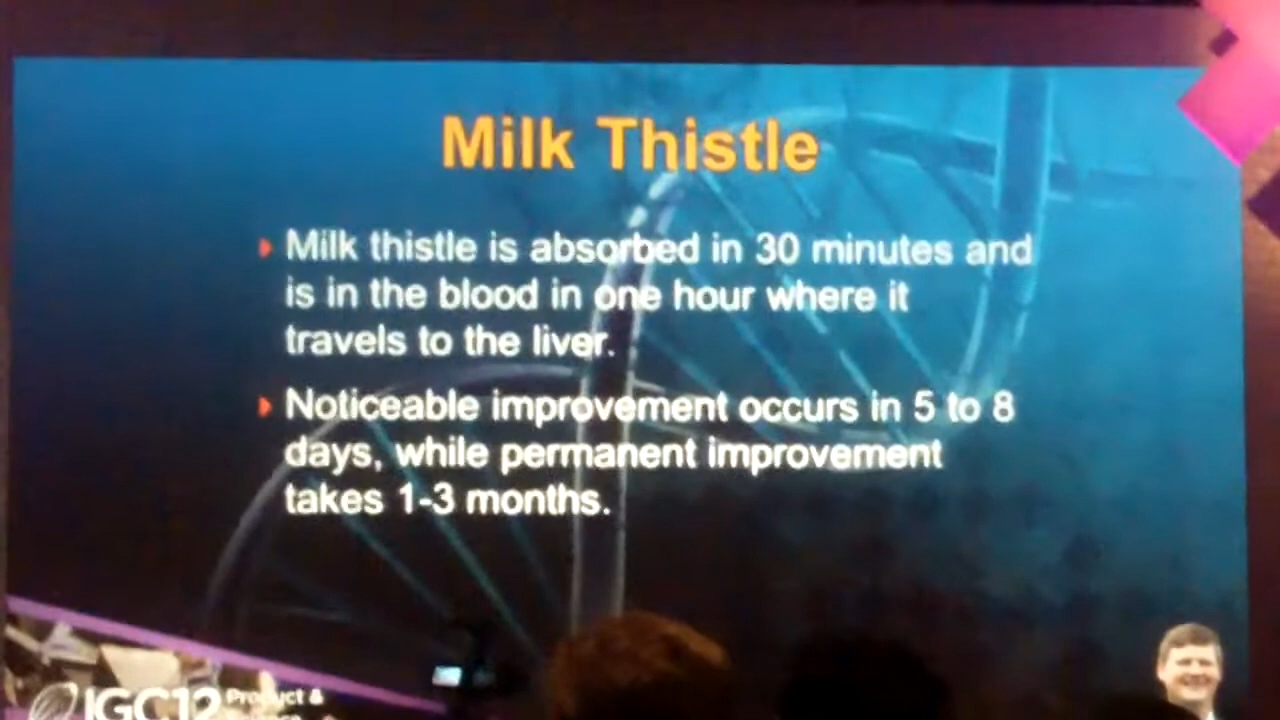 Milk Thistle
Milk thistle is absorbed in 30 minutes and
is in the blood in one hour where it
travels to the liver.
Noticeable improvement occurs in 5 to 8
days, while permanent improvement
takes 1-3 months.
IGC12 Product &
Science